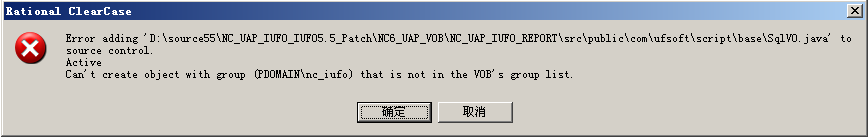 Rational ClearCase
Error adding 'D:\source55\NC_UAP_IUFO_IUFO5.5_Patch\NC6_UAP_VOB\NC_UAP_IUFO_REPORT\src\public\com\ufsoft\script\base\SqlVO.java' to
source control.
Active
Can't create object with group (PDOMAIN\nc_iufo) that is not in the VOB's group list.
确定 取消